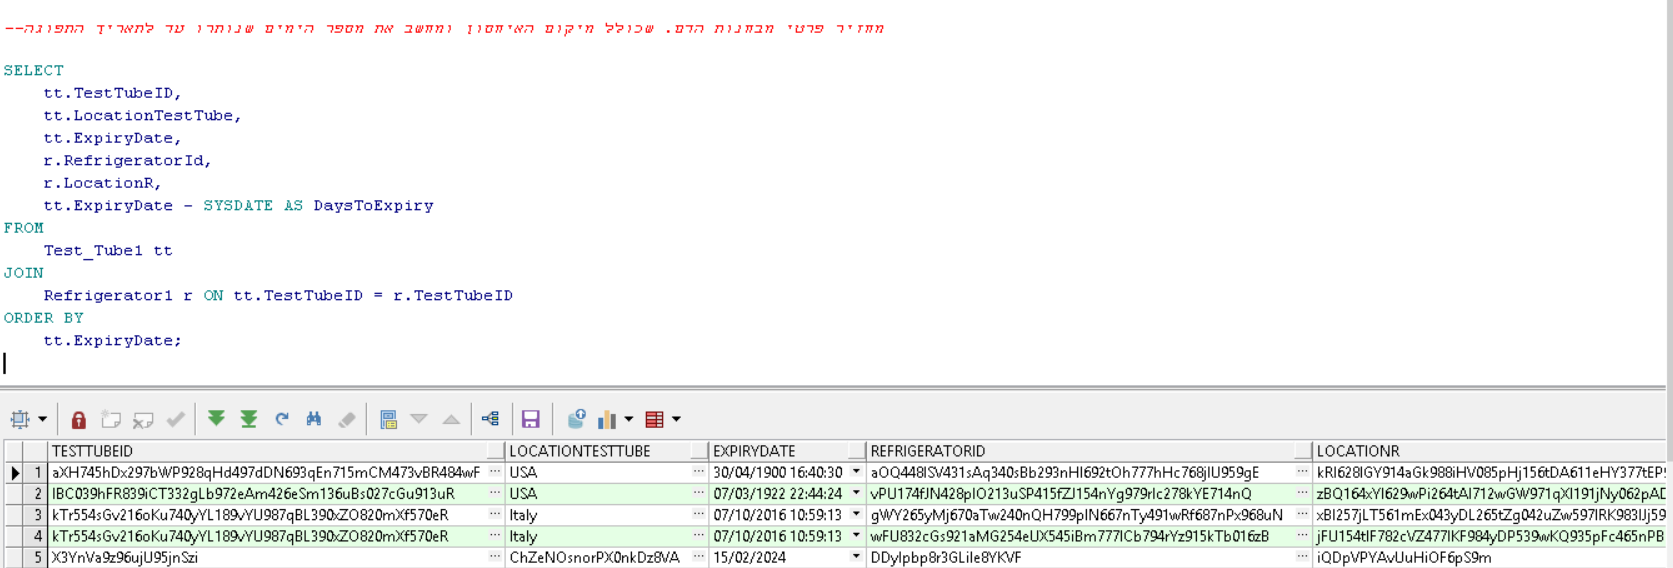 --מחזיר פרטי מבחנות הדם. שכולל מיקום האיחסון ומחשב את מספר הימים שנותרו עד לתאריך התפוגה
SELECT
tt.TestTubeID,
tt.LocationTestTube,
tt.ExpiryDate,
r.RefrigeratorId,
r.LocationR,
tt.ExpiryDate - SYSDATE AS DaysToExpiry
FROM
Test_Tube1 tt
JOIN
Refrigerator1 r ON tt.TestTubeID = r.TestTubeID
ORDER BY
tt.ExpiryDate;
TESTTUBEID LOCATIONTESTTUBE EXPIRYDATE REFRIGERATORID LOCATIONR
1 aXH745hDx297bWP928qHd497dDN693qEn715mCM473vBR484wF USA 30/04/1900 16:40:30 aOQ448ISV431sAq340sBb293nHI692tOh777hHc768jIU959gE kRI628IGY914aGk988iHV085pHj156tDA611eHY377tEP
2 IBC039hFR839iCT332gLb972eAm426eSm136uBs027cGu913uR USA 07/03/1922 22:44:24 vPU174fJN428pIO213uSP415fZJ154nYg979rIc278kYE714nQ zBQ164xYI629wPi264tAI712wGW971qXI191jNy062pAD
3 kTr554sGv216oKu740yYL189vYU987qBL390xZO820mXf570eR Italy 07/10/2016 10:59:13 gWY265yMj670aTw240nQH799pIN667nTy491wRf687nPx968uN xBI257jLT561mEx043yDL265tZg042uZw597IRK983IJj59
4 kTr554sGv216oKu740yYL189vYU987qBL390xZO820mXf570eR Italy 07/10/2016 10:59:13 wFU832cGs921aMG254eUX545iBm777ICb794rYz915kTb016zB jFU154tIF782cVZ477IKF984yDP539wKQ935pFc465nPB
5 X3YnVa9z96ujU95jnSzi ChZeNOsnorPX0nkDz8VA 15/02/2024 DDylpbp8r3GLiIe8YKVF iQDpVPYAvUuHiOF6pS9m